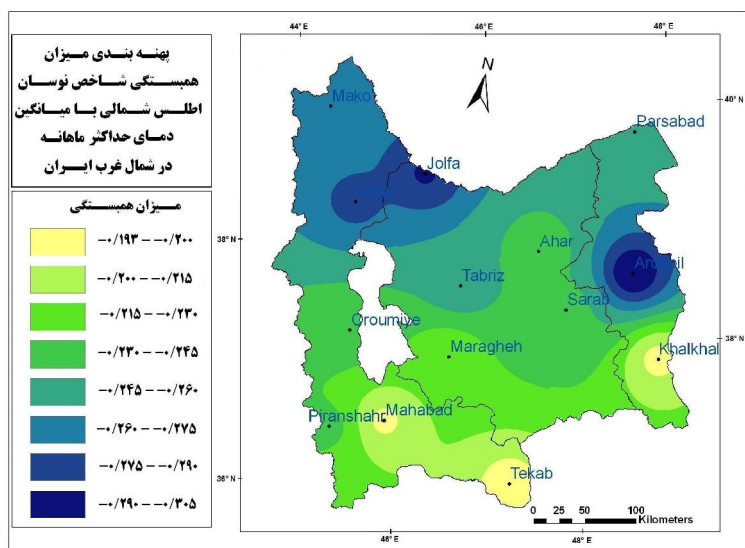 پهنه بندی میزان
همبستگی شاخص نوسان
اطلس شمالی با میانگین
دمای حداکثر ماهانه
در شمال غرب ایران
میزان همبستگی
-۰/۱۹۳ -- -۰/۲۰۰
-۰/۲۰۰ -- -۰/۲۱۵
-۰/۲۱۵ -- -۰/۲۳۰
-۰/۲۳۰ -- -۰/۲۴۵
-۰/۲۴۵ -- -۰/۲۶۰
-۰/۲۶۰ -- -۰/۲۷۵
-۰/۲۷۵ -- -۰/۲۹۰
-۰/۲۹۰ -- -۰/۳۰۵
44° E
46° E
48° E
N
40° N
Mako
Parsabad
Jolfa
38° N
Ahar
Ardebil
Tabriz
Sarab
Oroumiye
38° N
Maragheh
Khalkhal
Piranshahr
Mahabad
36° N
Tekab
36° N
0 25 50 100
Kilometers
46° E
48° E